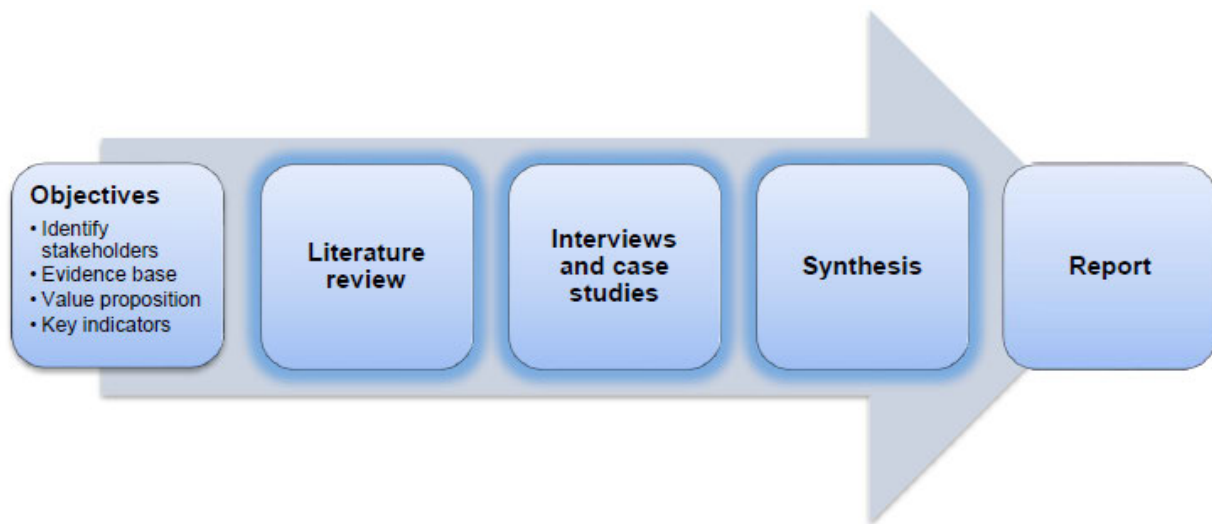 Objectives
• Identify
stakeholders
• Evidence base
• Value proposition
• Key indicators
Literature
review
Interviews
and case
studies
Synthesis
Report